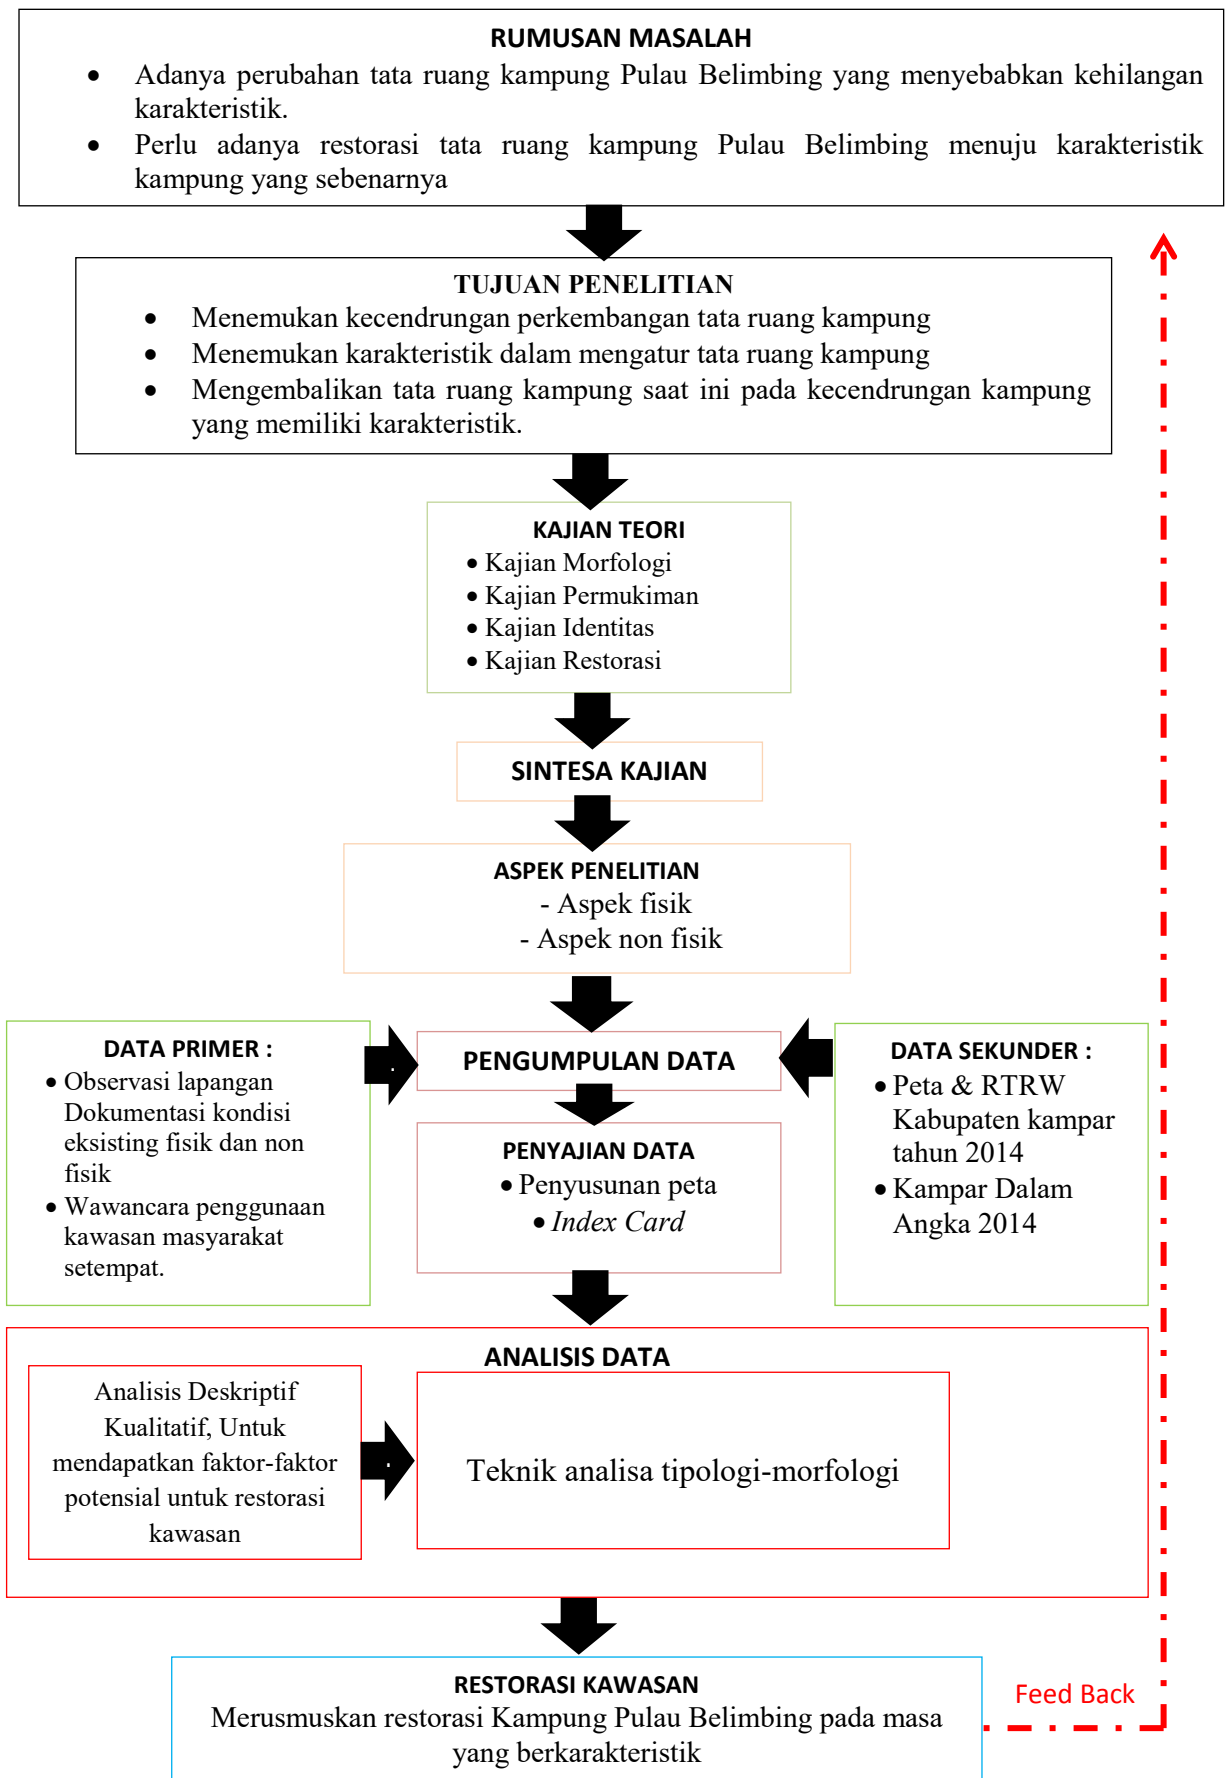 RUMUSAN MASALAH
• Adanya perubahan tata ruang kampung Pulau Belimbing yang menyebabkan kehilangan
karakteristik.
• Perlu adanya restorasi tata ruang kampung Pulau Belimbing menuju karakteristik
kampung yang sebenarnya
TUJUAN PENELITIAN
• Menemukan kecendrungan perkembangan tata ruang kampung
• Menemukan karakteristik dalam mengatur tata ruang kampung
• Mengembalikan tata ruang kampung saat ini pada kecendrungan kampung
yang memiliki karakteristik.
KAJIAN TEORI
• Kajian Morfologi
• Kajian Permukiman
• Kajian Identitas
• Kajian Restorasi
SINTESA KAJIAN
ASPEK PENELITIAN
- Aspek fisik
- Aspek non fisik
DATA PRIMER :
• Observasi lapangan
Dokumentasi kondisi
eksisting fisik dan non
fisik
• Wawancara penggunaan
kawasan masyarakat
setempat.
PENGUMPULAN DATA
PENYAJIAN DATA
• Penyusunan peta
• Index Card
DATA SEKUNDER :
• Peta & RTRW
Kabupaten kampar
tahun 2014
• Kampar Dalam
Angka 2014
ANALISIS DATA
Analisis Deskriptif
Kualitatif, Untuk
mendapatkan faktor-faktor
potensial untuk restorasi
kawasan
Teknik analisa tipologi-morfologi
RESTORASI KAWASAN
Merusmuskan restorasi Kampung Pulau Belimbing pada masa
yang berkarakteristik
Feed Back